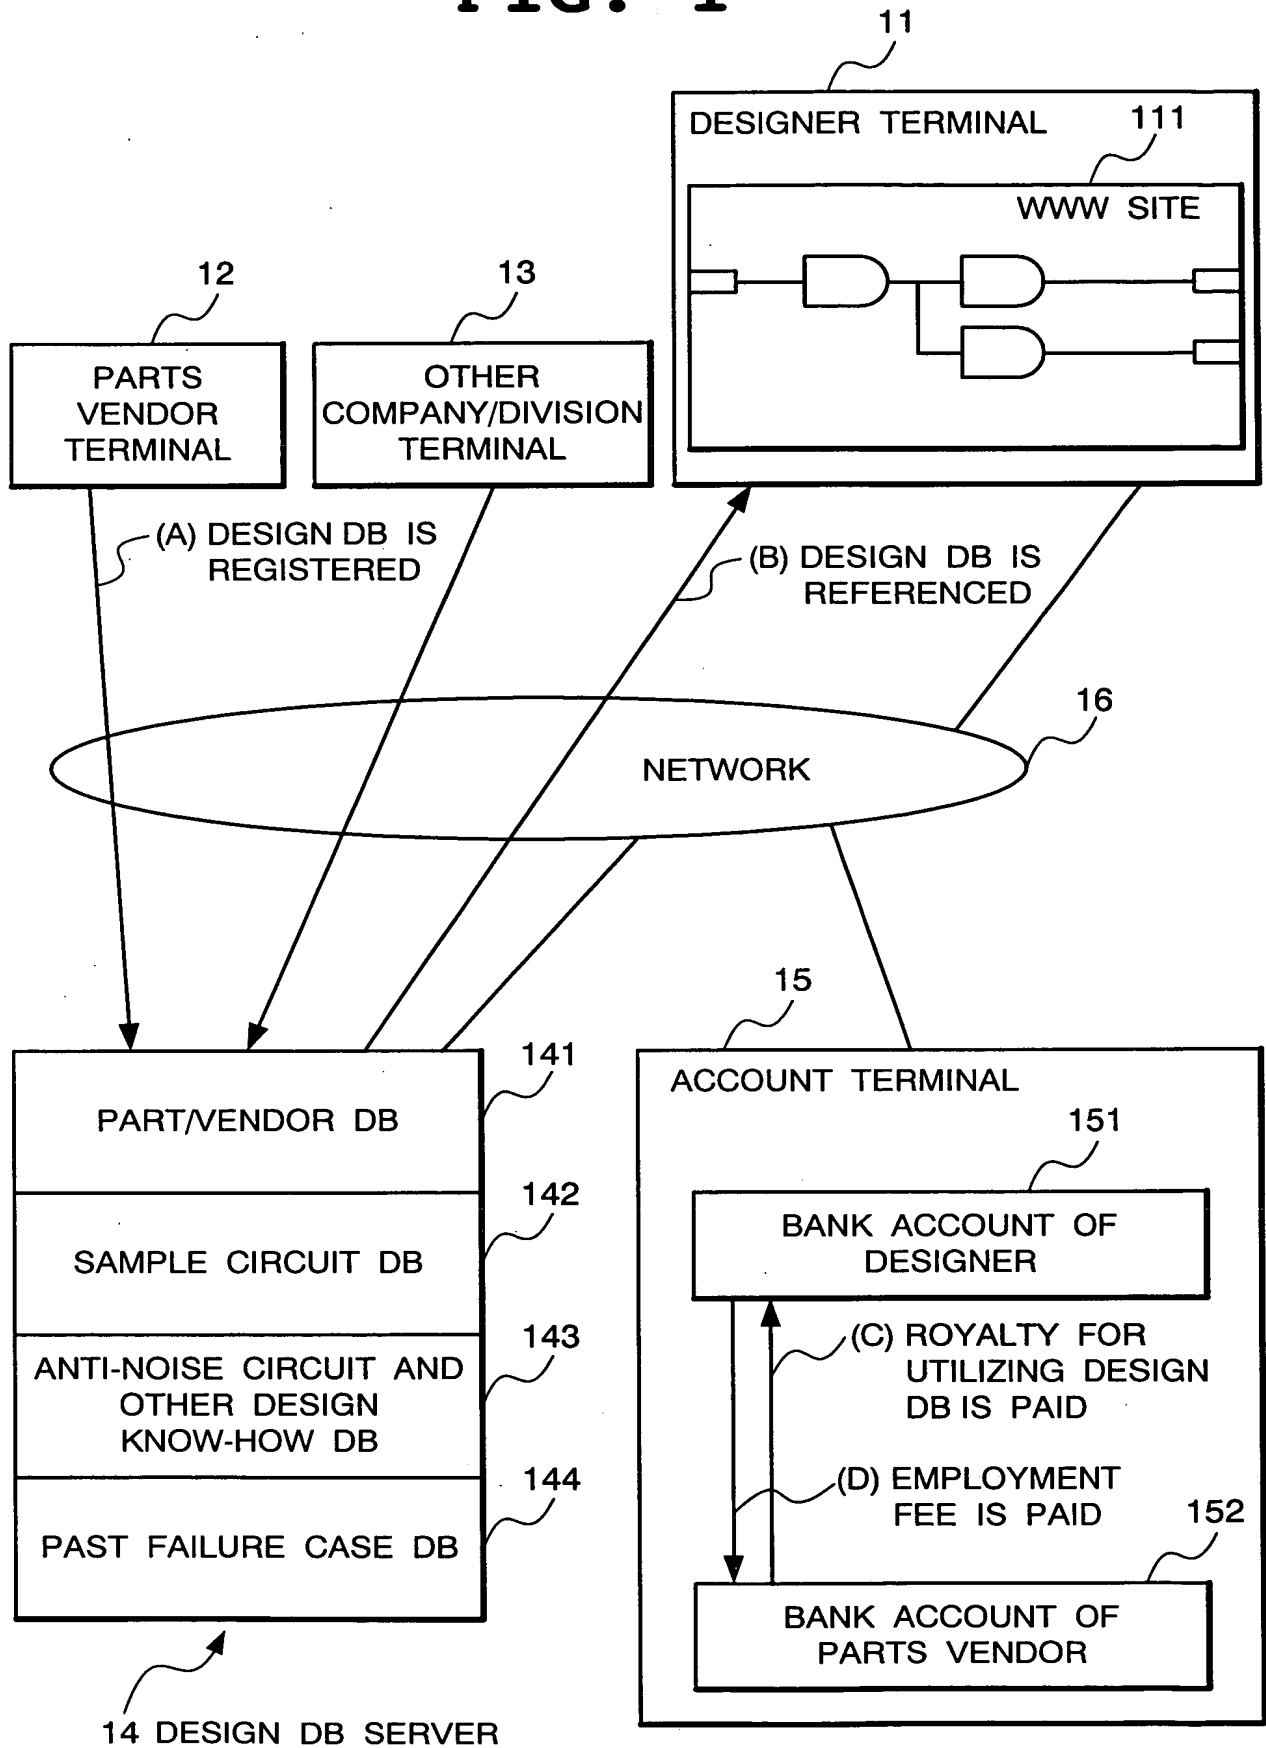 FIG. 1
11
DESIGNER TERMINAL
111
WWW SITE
12
13
PARTS
VENDOR
TERMINAL
OTHER
COMPANY/DIVISION
TERMINAL
(A) DESIGN DB IS
REGISTERED
(B) DESIGN DB IS
REFERENCED
16
NETWORK
15
141
PART/VENDOR DB
142
SAMPLE CIRCUIT DB
143
ANTI-NOISE CIRCUIT AND
OTHER DESIGN
KNOW-HOW DB
144
PAST FAILURE CASE DB
14 DESIGN DB SERVER
ACCOUNT TERMINAL
151
BANK ACCOUNT OF
DESIGNER
(C) ROYALTY FOR
UTILIZING DESIGN
DB IS PAID
(D) EMPLOYMENT
FEE IS PAID
152
BANK ACCOUNT OF
PARTS VENDOR